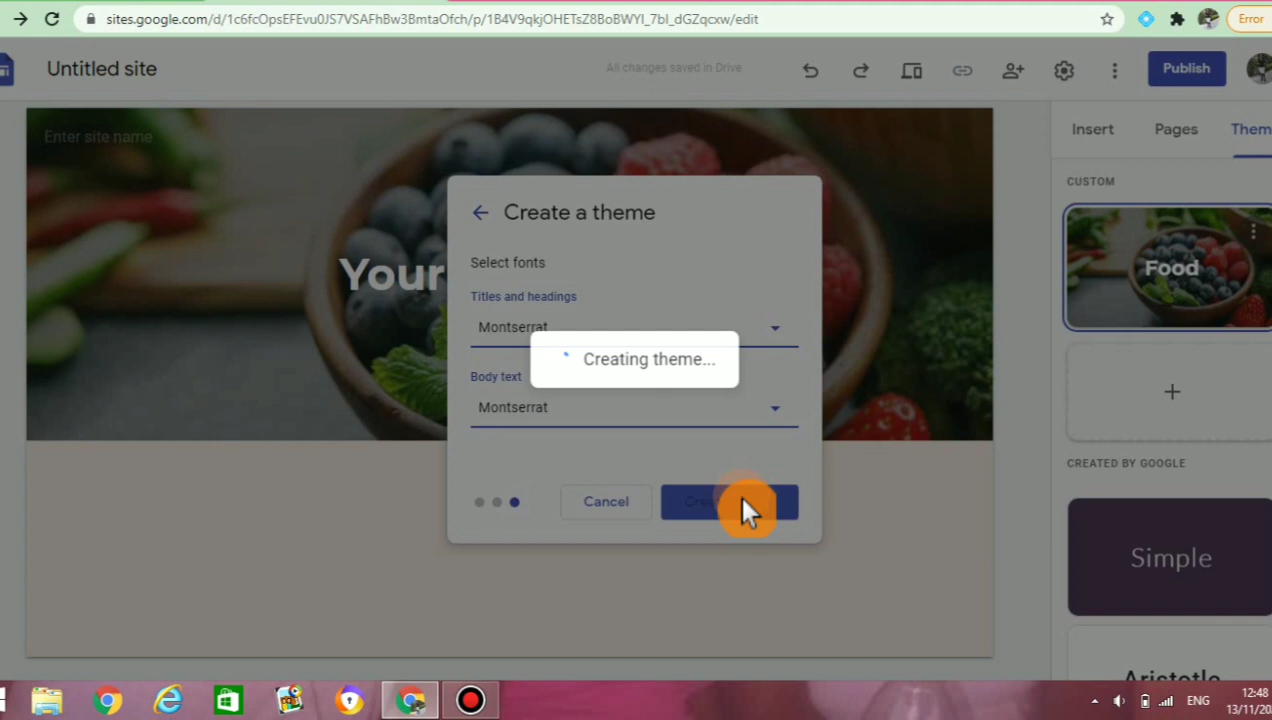 sites.google.com/d/1c6fcOpsEFEvu0JS7VSAFhBw3BmtaOfch/p/1B4V9qkjOHETsZ8BoBWYl_7bl_dGZqcxw/edit
Error
Untitled site
All changes saved in Drive
Publish
Enter site name
Insert
Pages
Them
CUSTOM
Food
Your
Create a theme
Select fonts
Titles and headings
Montserrat
Creating theme...
Body text
Montserrat
Cancel
CREATED BY GOOGLE
Simple
Aristotle
ENG
12:48
13/11/20